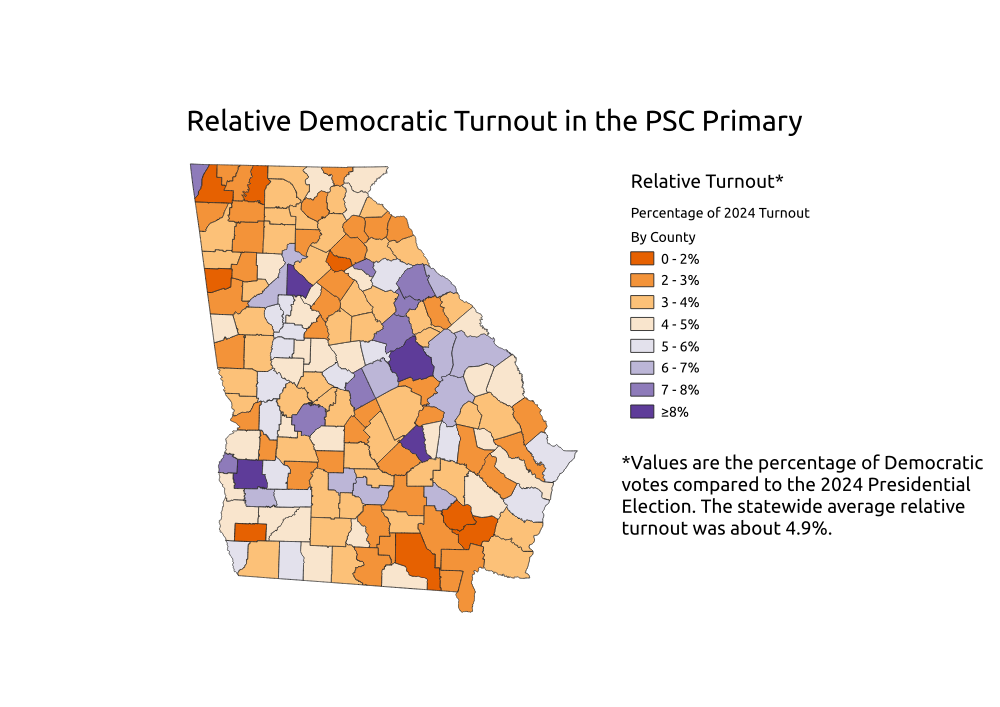 Relative Democratic Turnout in the PSC Primary
Relative Turnout*
Percentage of 2024 Turnout
By County
0 - 2%
2 - 3%
3 - 4%
4 - 5%
5 - 6%
6 - 7%
7 - 8%
≥8%
*Values are the percentage of Democratic
votes compared to the 2024 Presidential
Election. The statewide average relative
turnout was about 4.9%.